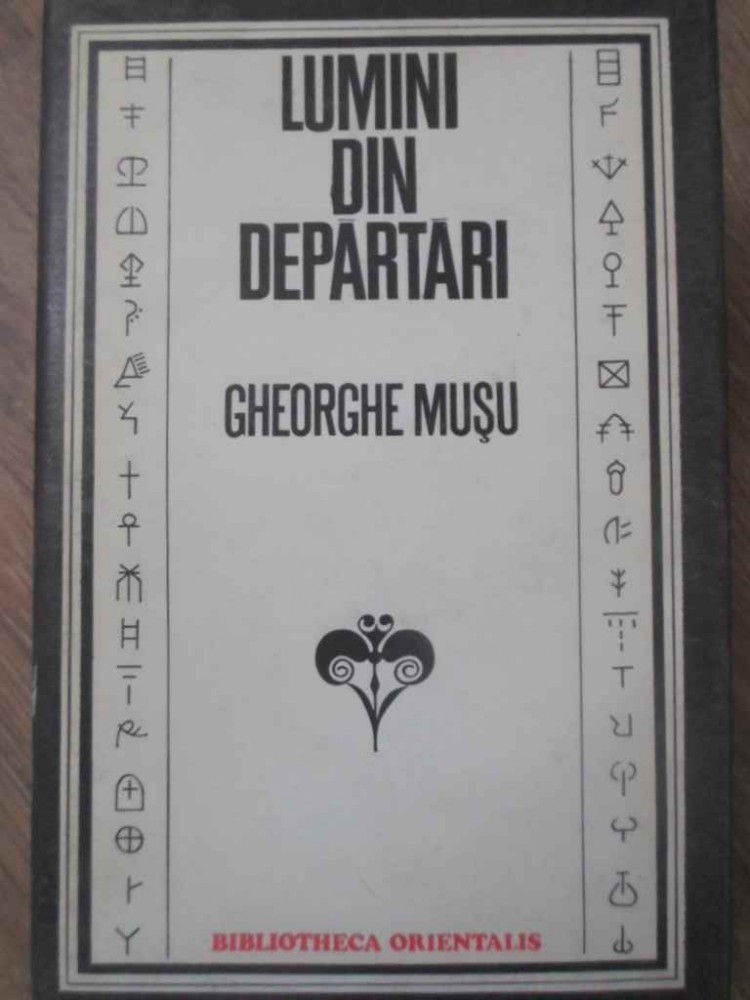 LUMINI
DIN
DEPĂRTĂRI
GHEORGHE MUŞU
BIBLIOTHECA ORIENTALIS